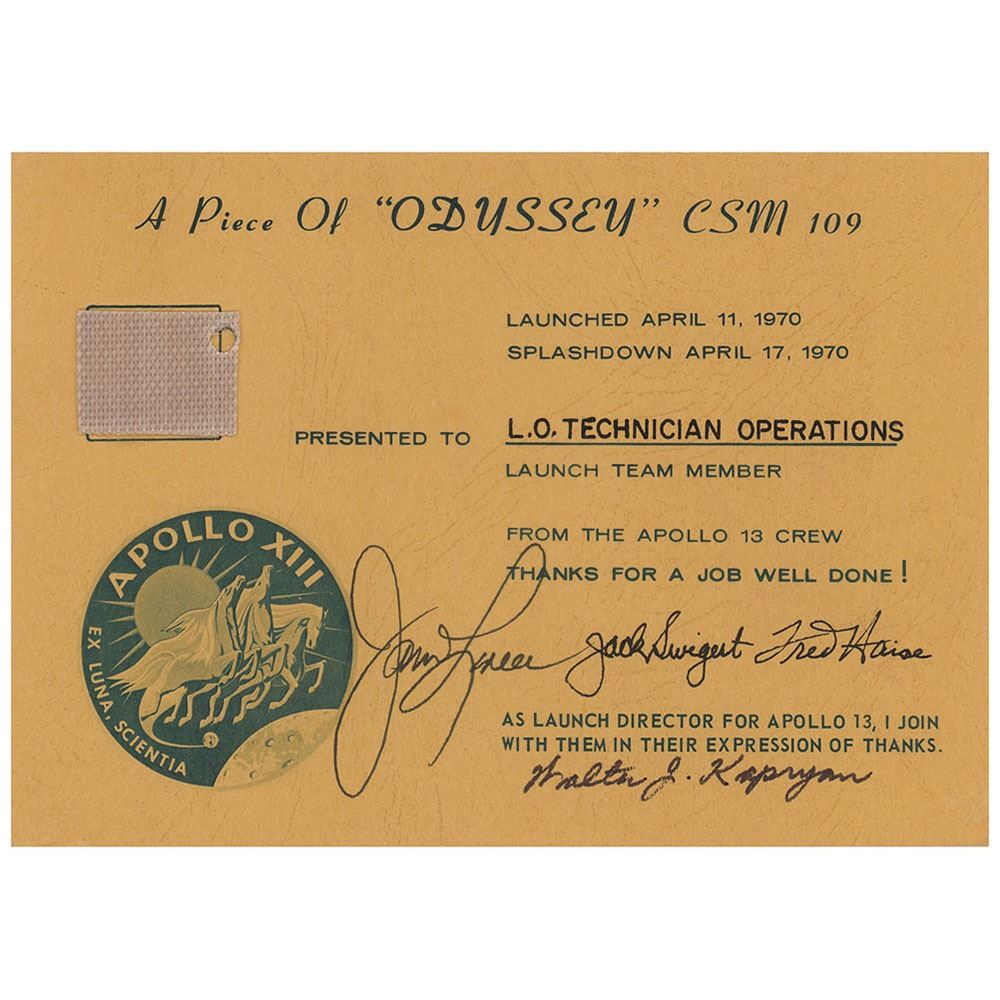 A Piece Of "ODYSSEY" CSM 109
LAUNCHED APRIL 11, 1970
SPLASHDOWN APRIL 17, 1970
PRESENTED TO L.O. TECHNICIAN OPERATIONS
LAUNCH TEAM MEMBER
FROM THE APOLLO 13 CREW
THANKS FOR A JOB WELL DONE!
APOLLO XIII
EX LUNA, SCIENTIA
James Lovell Jack Swigert Fred Haise
AS LAUNCH DIRECTOR FOR APOLLO 13, I JOIN
WITH THEM IN THEIR EXPRESSION OF THANKS.
Walter J. Kapryan